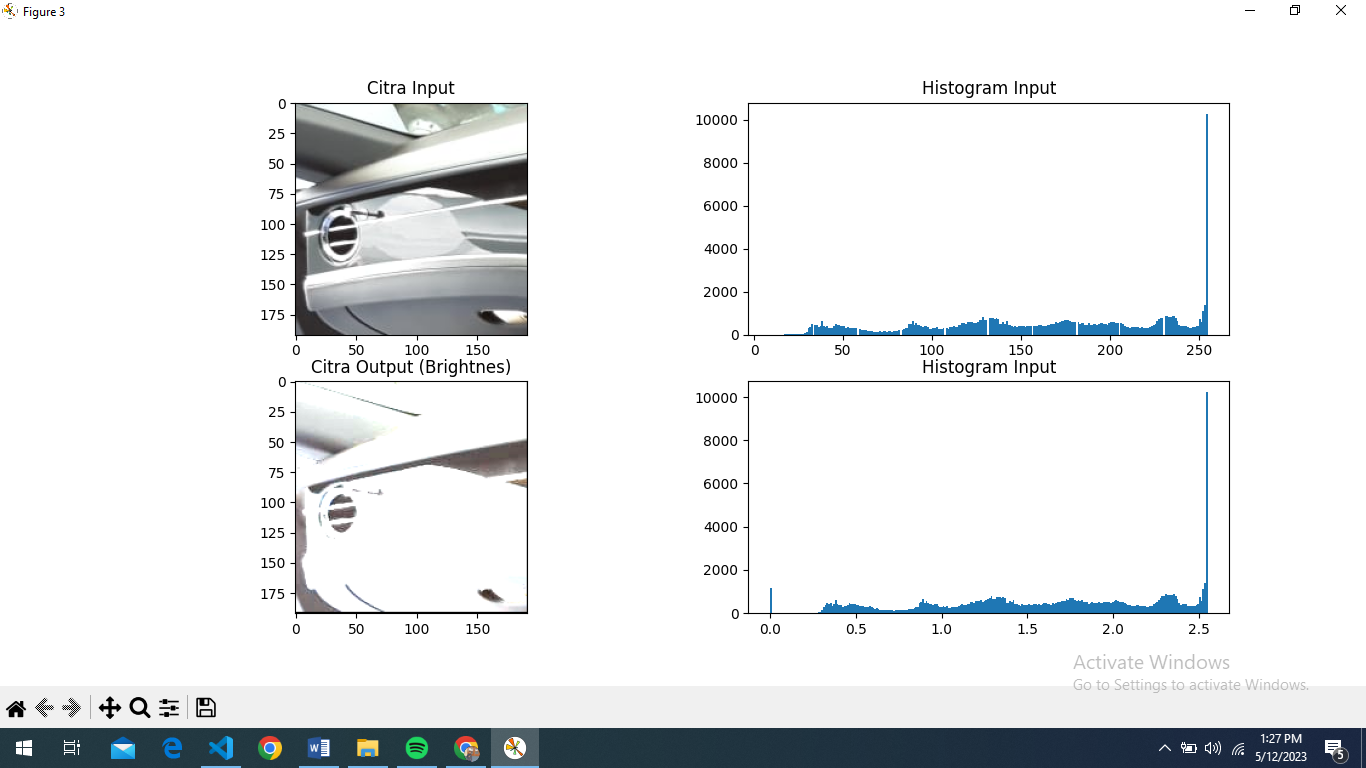 Figure 3
Citra Input
Histogram Input
0
25
50
75
100
125
150
175
0 50 100 150
10000
8000
6000
4000
2000
0
0 50 100 150 200 250
Citra Output (Brightnes)
Histogram Input
0
25
50
75
100
125
150
175
0 50 100 150
10000
8000
6000
4000
2000
0
0.0 0.5 1.0 1.5 2.0 2.5
Activate Windows
Go to Settings to activate Windows.
1:27 PM
5/12/2023
5